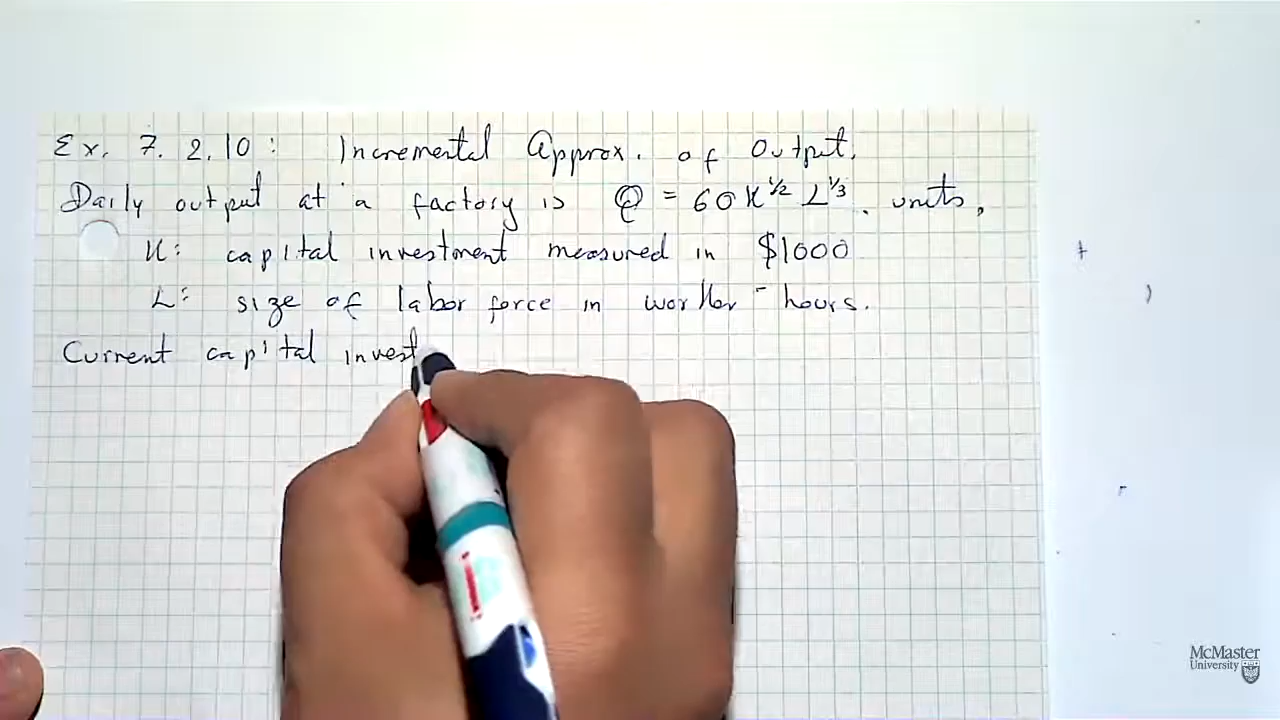 Ex. 7.2.10: Incremental Approx. of Output.
Daily output at a factory is Q = 60K^1/2 L^1/3. units.
K: capital investment measured in $1000
L: size of labor force in worker-hours.
Current capital invest
McMaster
University